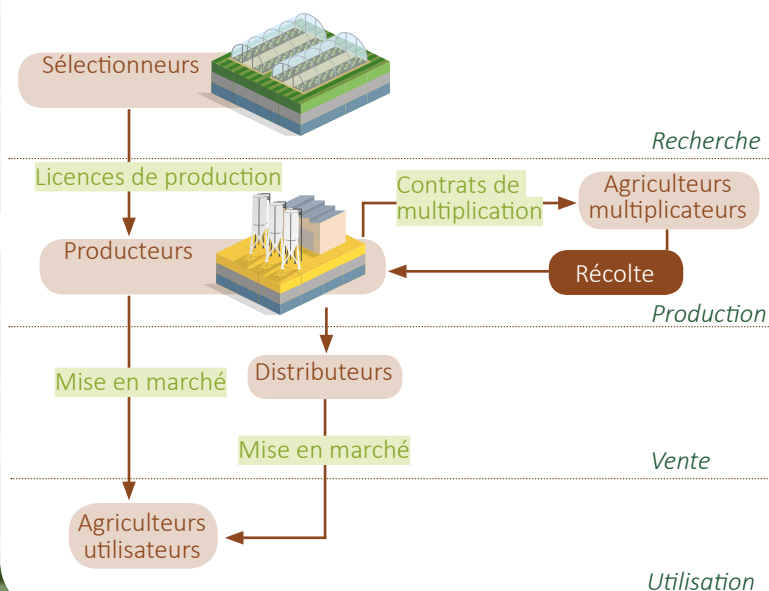 Sélectionneurs
Recherche
Licences de production
Contrats de
multiplication
Agriculteurs
multiplicateurs
Producteurs
Récolte
Production
Mise en marché
Distributeurs
Mise en marché
Vente
Agriculteurs
utilisateurs
Utilisation